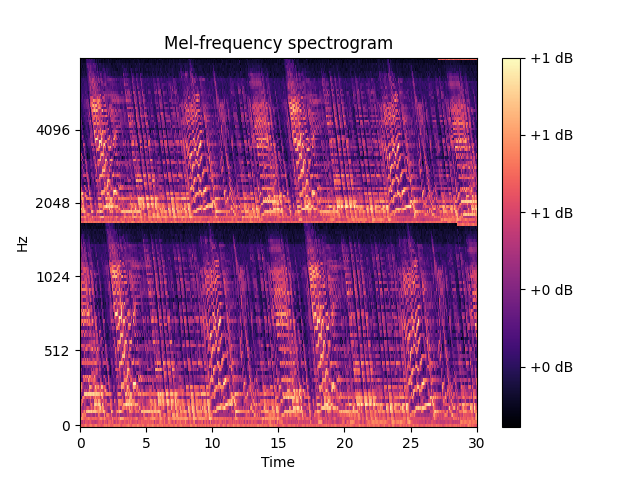 Mel-frequency spectrogram
Hz
4096
2048
1024
512
0
0 5 10 15 20 25 30
Time
+1 dB
+1 dB
+1 dB
+0 dB
+0 dB